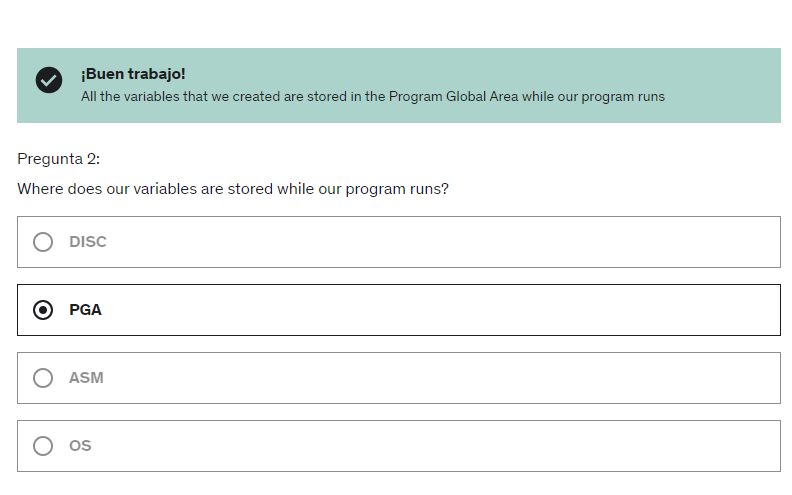 ¡Buen trabajo!
All the variables that we created are stored in the Program Global Area while our program runs
Pregunta 2:
Where does our variables are stored while our program runs?
DISC
PGA
ASM
OS